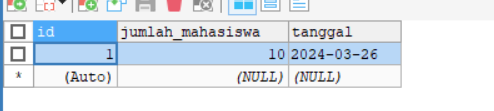 id jumlah_mahasiswa tanggal
1 10 2024-03-26
* (Auto) (NULL) (NULL)